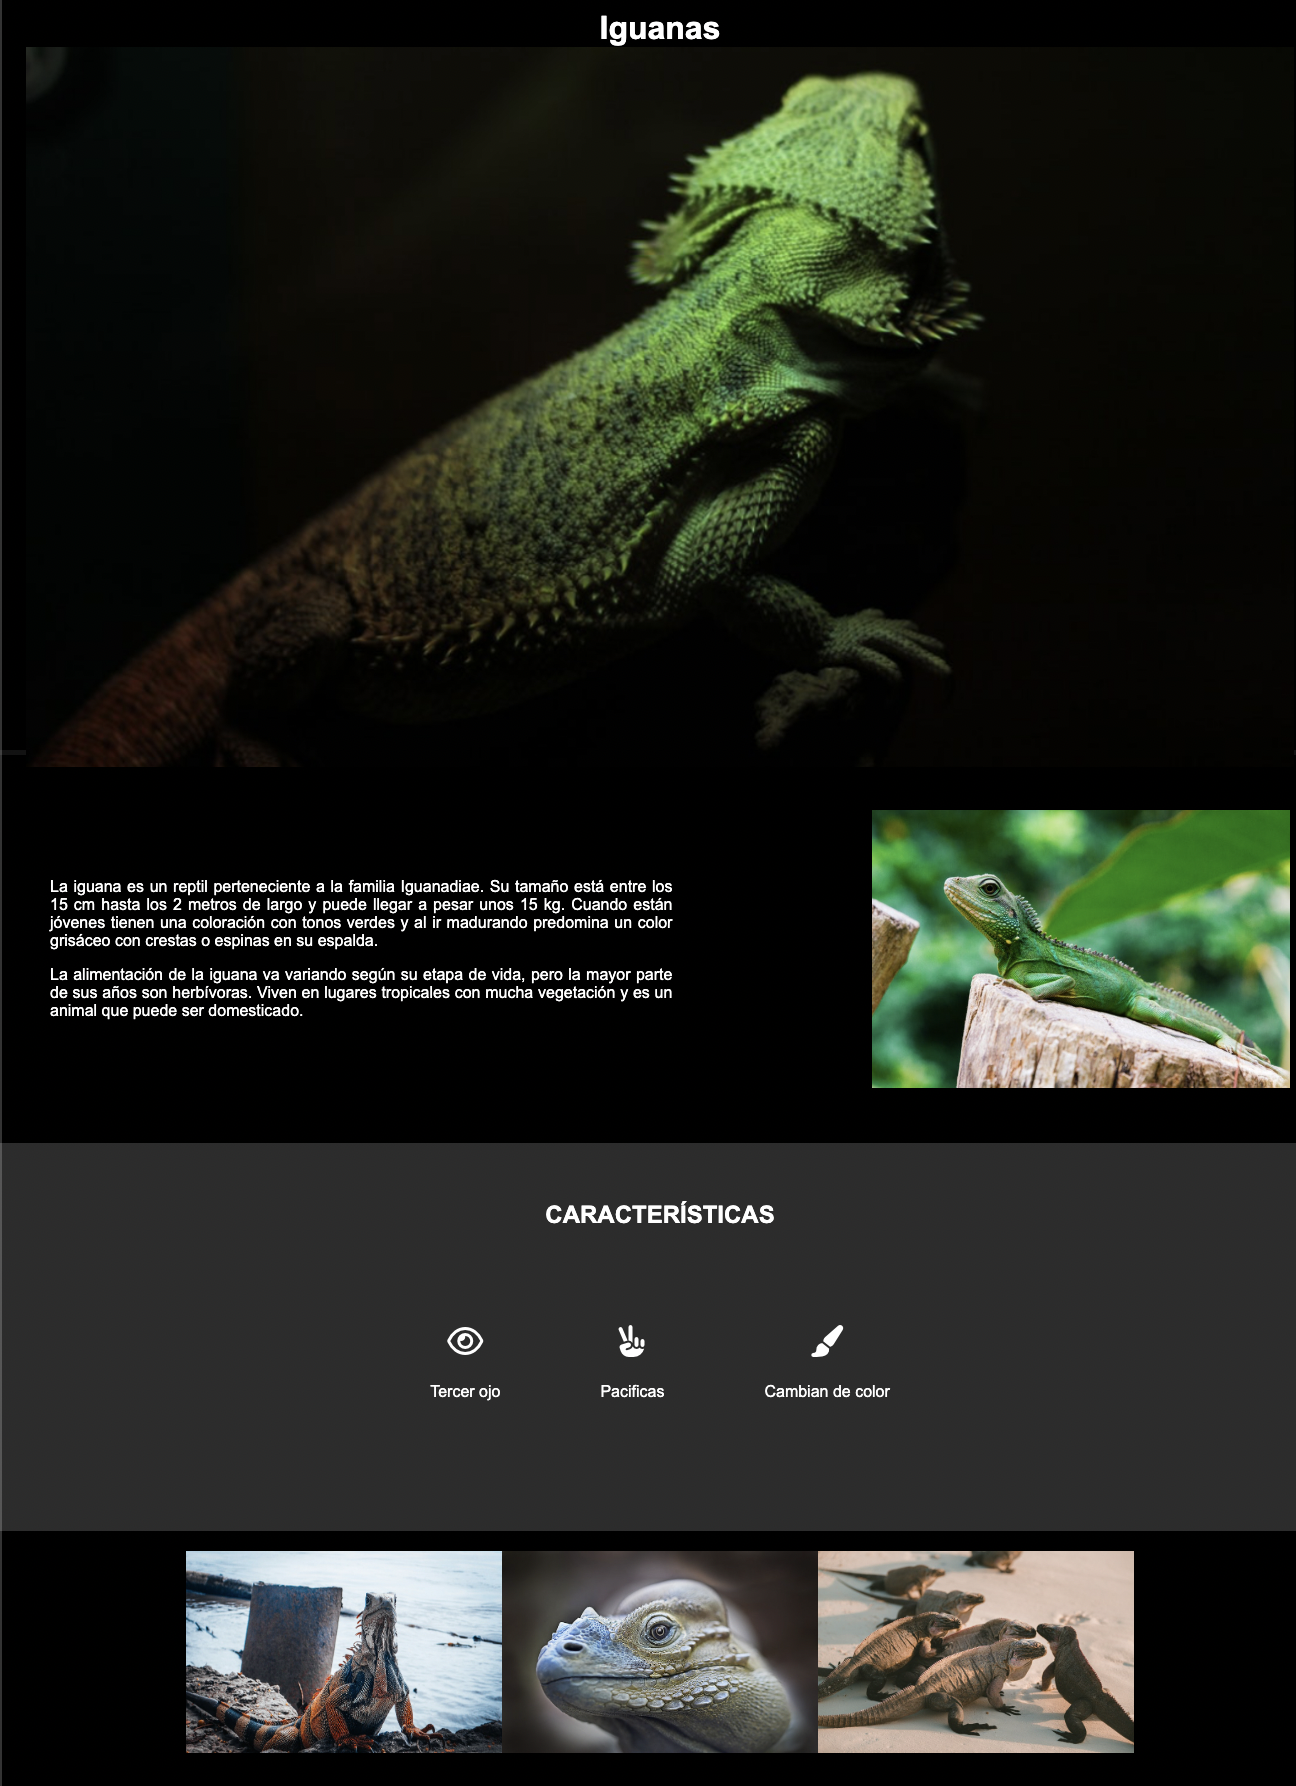 Iguanas
La iguana es un reptil perteneciente a la familia Iguanadiae. Su tamaño está entre los
15 cm hasta los 2 metros de largo y puede llegar a pesar unos 15 kg. Cuando están
jóvenes tienen una coloración con tonos verdes y al ir madurando predomina un color
grisáceo con crestas o espinas en su espalda.
La alimentación de la iguana va variando según su etapa de vida, pero la mayor parte
de sus años son herbívoras. Viven en lugares tropicales con mucha vegetación y es un
animal que puede ser domesticado.
CARACTERÍSTICAS
Tercer ojo
Pacificas
Cambian de color